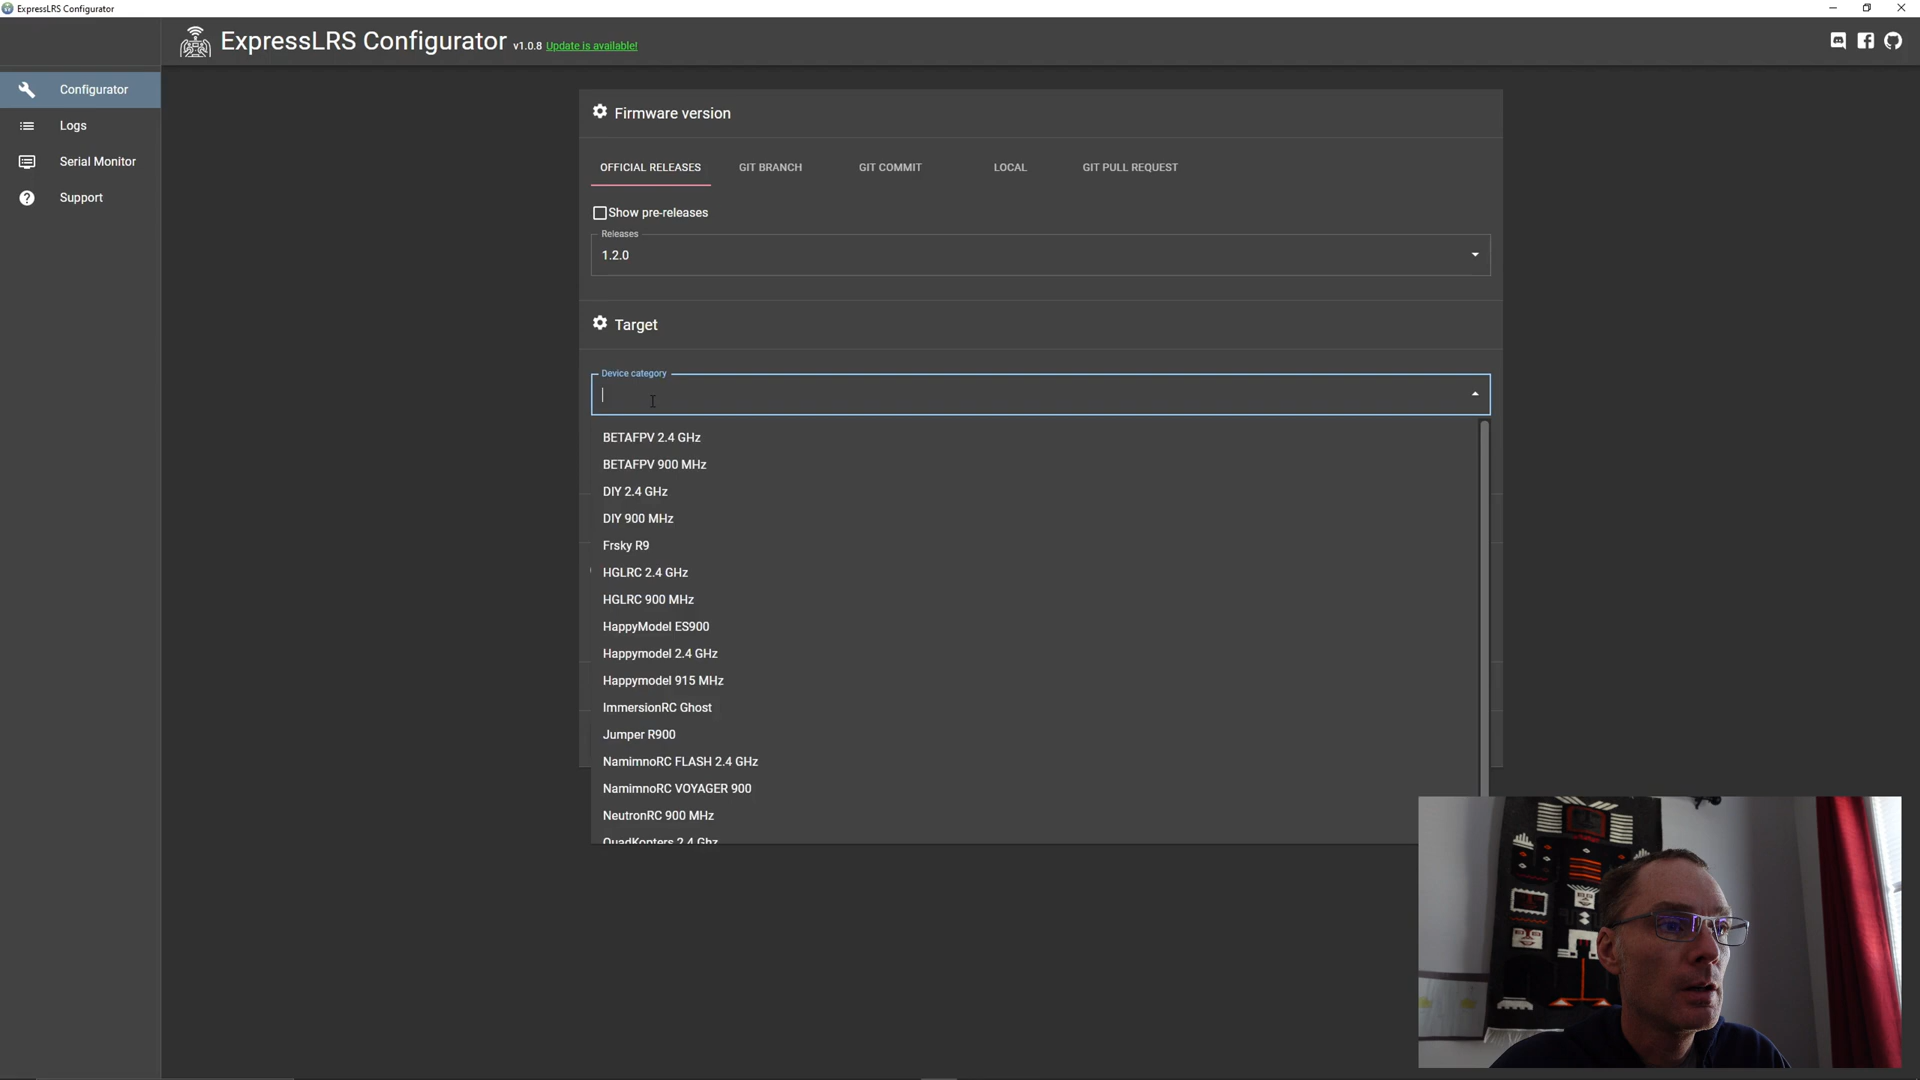 ExpressLRS Configurator
ExpressLRS Configurator v1.0.8 Update is available!
Configurator
Logs
Serial Monitor
Support
Firmware version
OFFICIAL RELEASES GIT BRANCH GIT COMMIT LOCAL GIT PULL REQUEST
Show pre-releases
Releases
1.2.0
Target
Device category
BETAFPV 2.4 GHz
BETAFPV 900 MHz
DIY 2.4 GHz
DIY 900 MHz
Frsky R9
HGLRC 2.4 GHz
HGLRC 900 MHz
HappyModel ES900
Happymodel 2.4 GHz
Happymodel 915 MHz
ImmersionRC Ghost
Jumper R900
NamimnoRC FLASH 2.4 GHz
NamimnoRC VOYAGER 900
NeutronRC 900 MHz
QuadKopters 2.4 Ghz